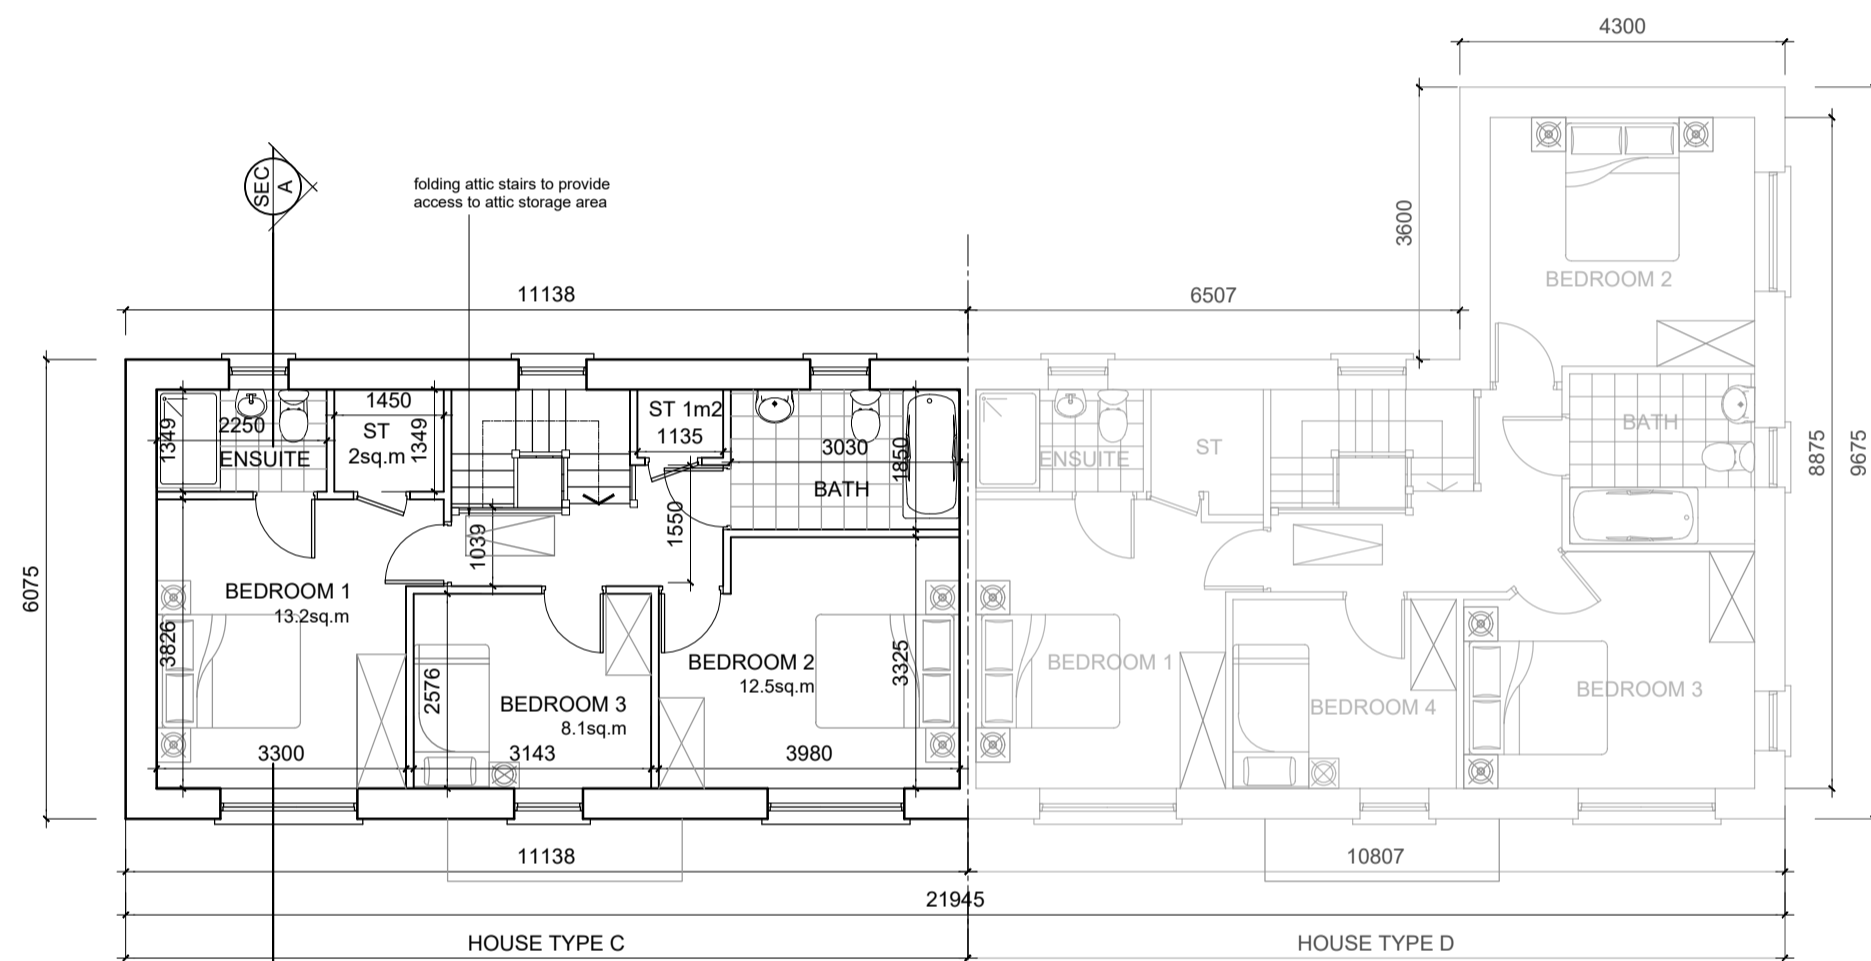 4300
SEC
A
folding attic stairs to provide
access to attic storage area
3600
11138
6507
BEDROOM 2
1450
ST
2sq.m
1349
1349
2250
ENSUITE
ST 1m2
1135
3030
1850
BATH
ENSUITE
ST
BATH
8875
9675
6075
1039
1550
BEDROOM 1
13.2sq.m
3826
2576
BEDROOM 3
8.1sq.m
BEDROOM 2
12.5sq.m
3325
BEDROOM 1
BEDROOM 4
BEDROOM 3
3300
3143
3980
11138
10807
21945
HOUSE TYPE C
HOUSE TYPE D